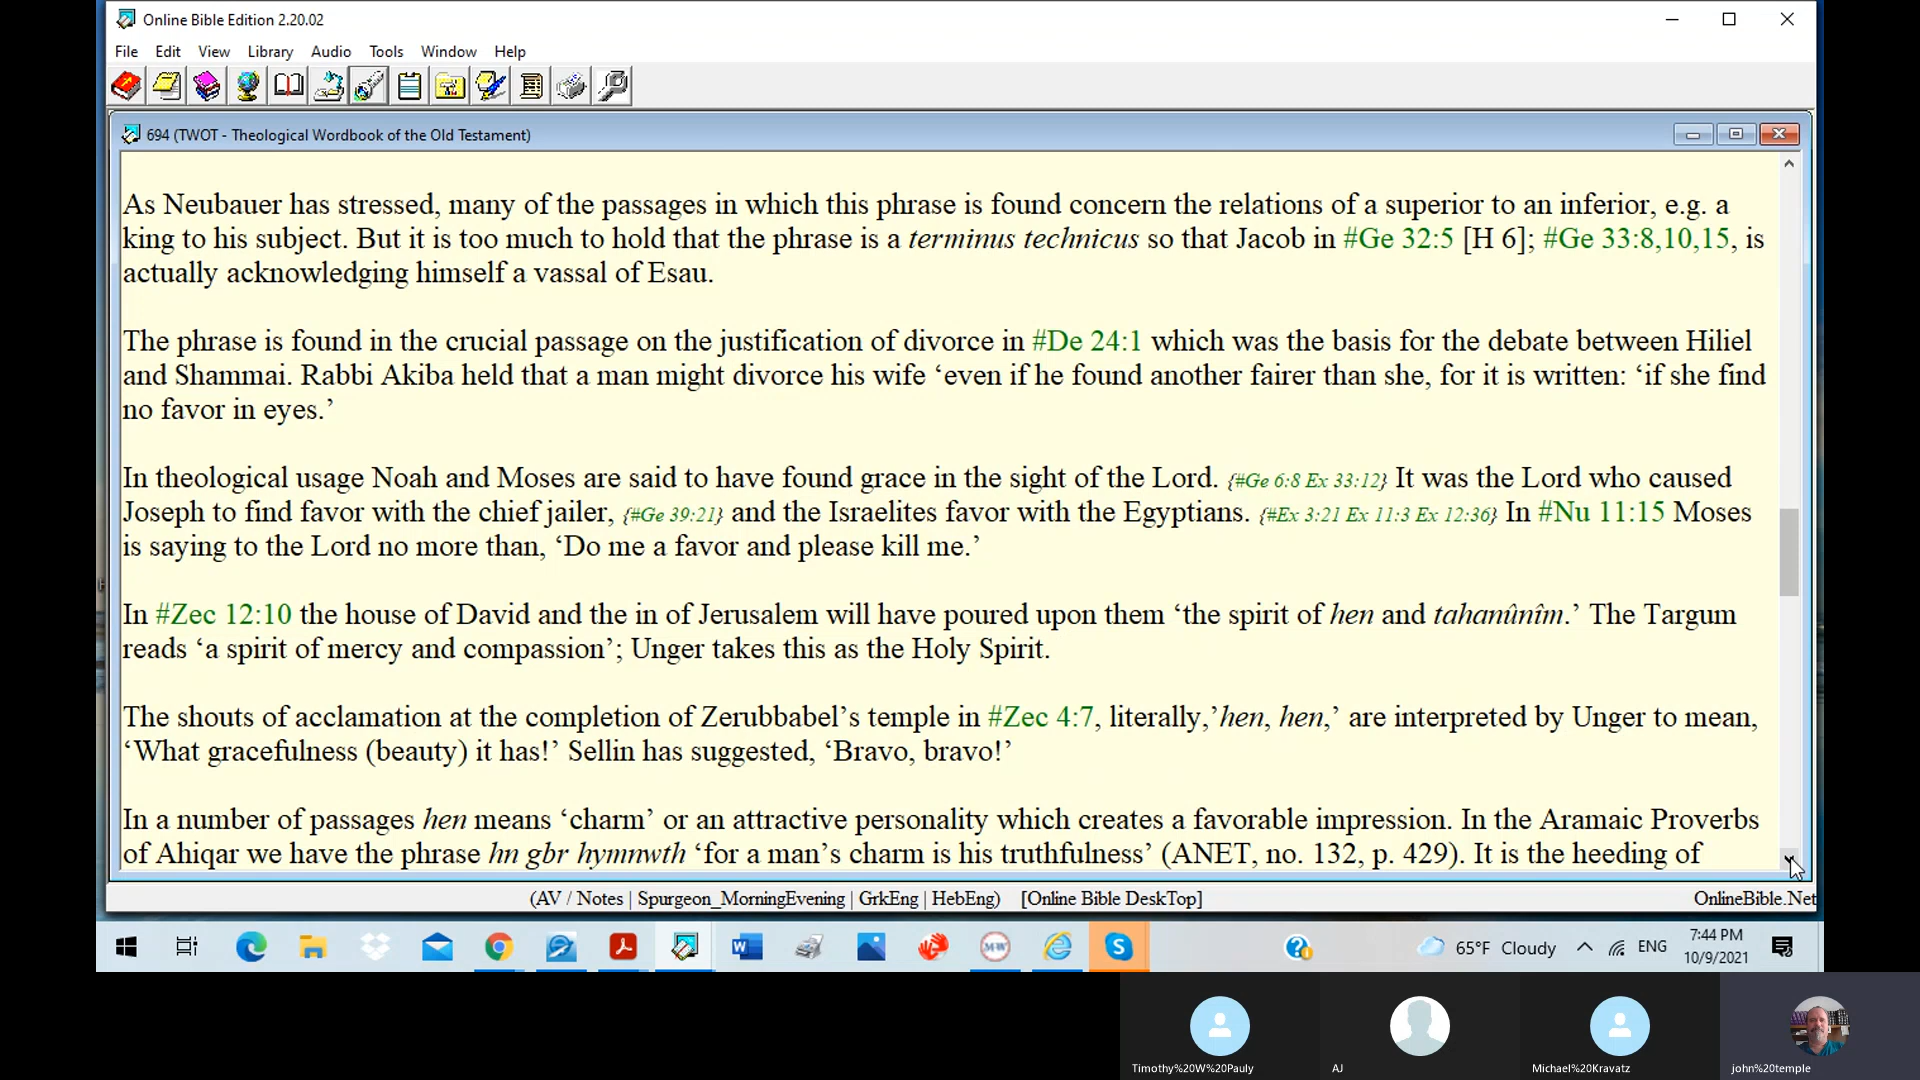 Online Bible Edition 2.20.02
File Edit View Library Audio Tools Window Help
694 (TWOT - Theological Wordbook of the Old Testament)
As Neubauer has stressed, many of the passages in which this phrase is found concern the relations of a superior to an inferior, e.g. a
king to his subject. But it is too much to hold that the phrase is a terminus technicus so that Jacob in #Ge 32:5 [H 6]; #Ge 33:8,10,15, is
actually acknowledging himself a vassal of Esau.
The phrase is found in the crucial passage on the justification of divorce in #De 24:1 which was the basis for the debate between Hiliel
and Shammai. Rabbi Akiba held that a man might divorce his wife ‘even if he found another fairer than she, for it is written: ‘if she find
no favor in eyes.’
In theological usage Noah and Moses are said to have found grace in the sight of the Lord. {#Ge 6:8 Ex 33:12} It was the Lord who caused
Joseph to find favor with the chief jailer, {#Ge 39:21} and the Israelites favor with the Egyptians. {#Ex 3:21 Ex 11:3 Ex 12:36} In #Nu 11:15 Moses
is saying to the Lord no more than, ‘Do me a favor and please kill me.’
In #Zec 12:10 the house of David and the in of Jerusalem will have poured upon them ‘the spirit of hen and tahanûnîm.’ The Targum
reads ‘a spirit of mercy and compassion’; Unger takes this as the Holy Spirit.
The shouts of acclamation at the completion of Zerubbabel’s temple in #Zec 4:7, literally,’hen, hen,’ are interpreted by Unger to mean,
‘What gracefulness (beauty) it has!’ Sellin has suggested, ‘Bravo, bravo!’
In a number of passages hen means ‘charm’ or an attractive personality which creates a favorable impression. In the Aramaic Proverbs
of Ahiqar we have the phrase hn gbr hymnwth ‘for a man’s charm is his truthfulness’ (ANET, no. 132, p. 429). It is the heeding of
(AV / Notes | Spurgeon_MorningEvening | GrkEng | HebEng) [Online Bible DeskTop] OnlineBible.Net
65°F Cloudy ENG 7:44 PM
10/9/2021
Timothy%20W%20Pauly AJ Michael%20Kravatz john%20temple